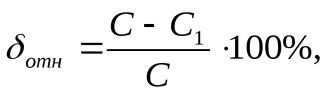 δотн = (C - C₁)/C · 100%,